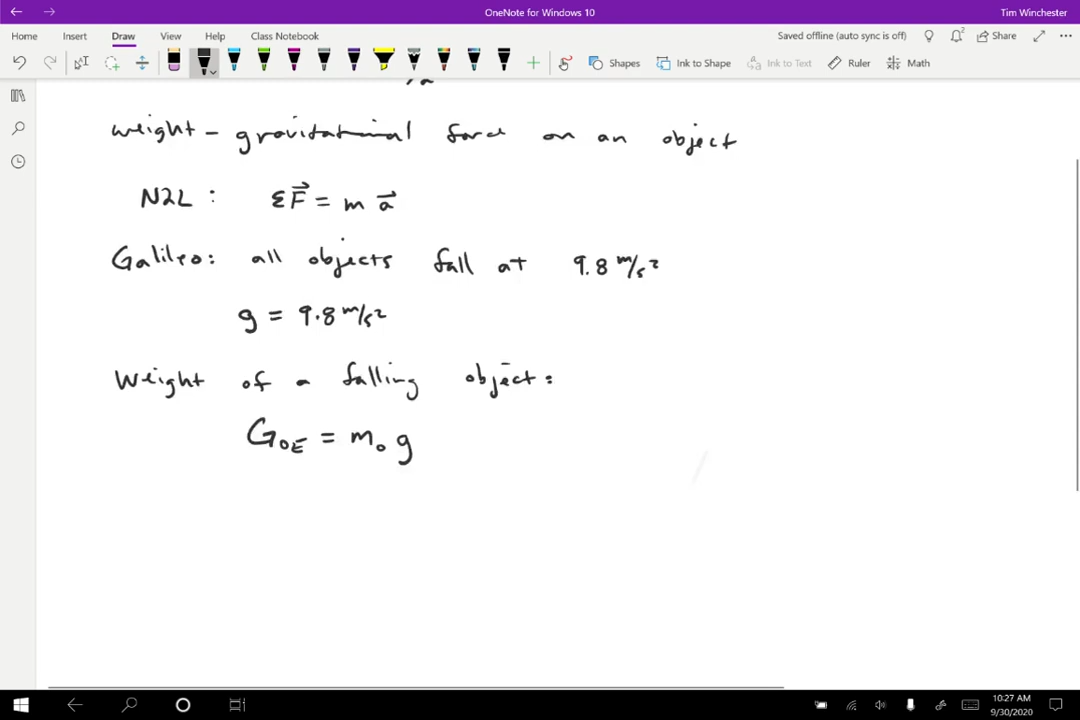 OneNote for Windows 10
Tim Winchester
Home Insert Draw View Help Class Notebook
Saved offline (auto sync is off) Share
Shapes Ink to Shape Ink to Text Ruler Math
weight - gravitational force on an object
N2L : ΣF⃗ = m a⃗
Galileo: all objects fall at 9.8 m/s²
g = 9.8 m/s²
Weight of a falling object:
G_OE = m_o g
10:27 AM
9/30/2020